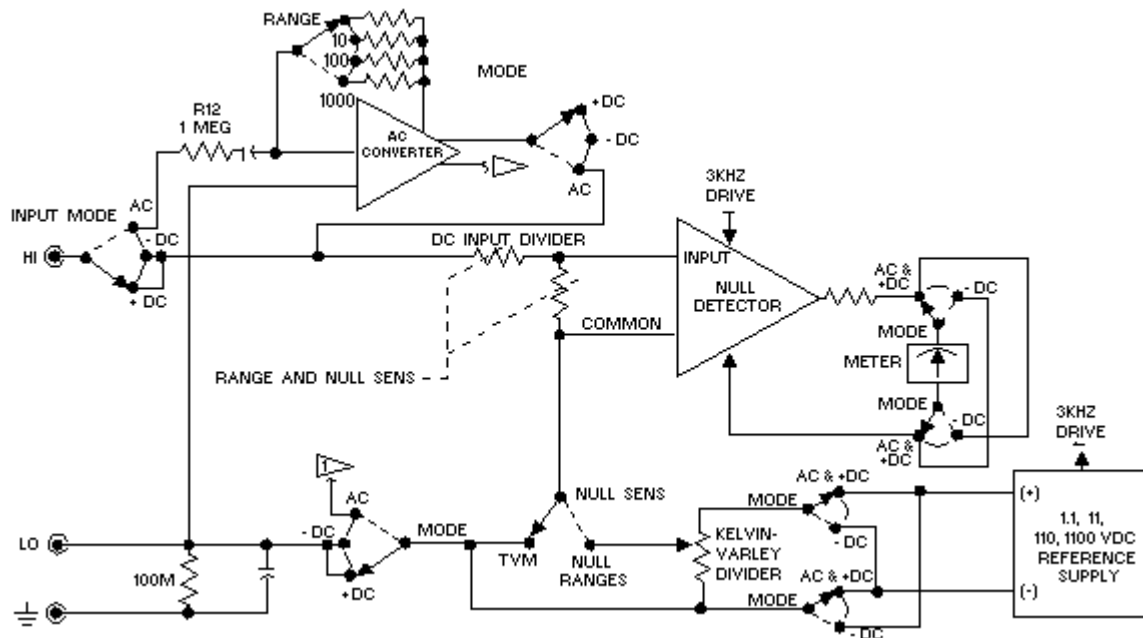 RANGE
10
100
1000
MODE
R12
1 MEG
AC
CONVERTER
+DC
- DC
AC
3KHZ
DRIVE
INPUT MODE
AC
- DC
HI
+ DC
DC INPUT DIVIDER
INPUT
NULL
DETECTOR
COMMON
AC &
+DC
- DC
MODE
METER
MODE
- DC
AC &
+DC
RANGE AND NULL SENS
3KHZ
DRIVE
1
AC
- DC
+DC
MODE
NULL SENS
TVM
NULL
RANGES
LO
100M
AC & +DC
MODE
- DC
KELVIN-
VARLEY
DIVIDER
AC & +DC
MODE
- DC
(+)
1.1, 11,
110, 1100 VDC
REFERENCE
SUPPLY
(-)